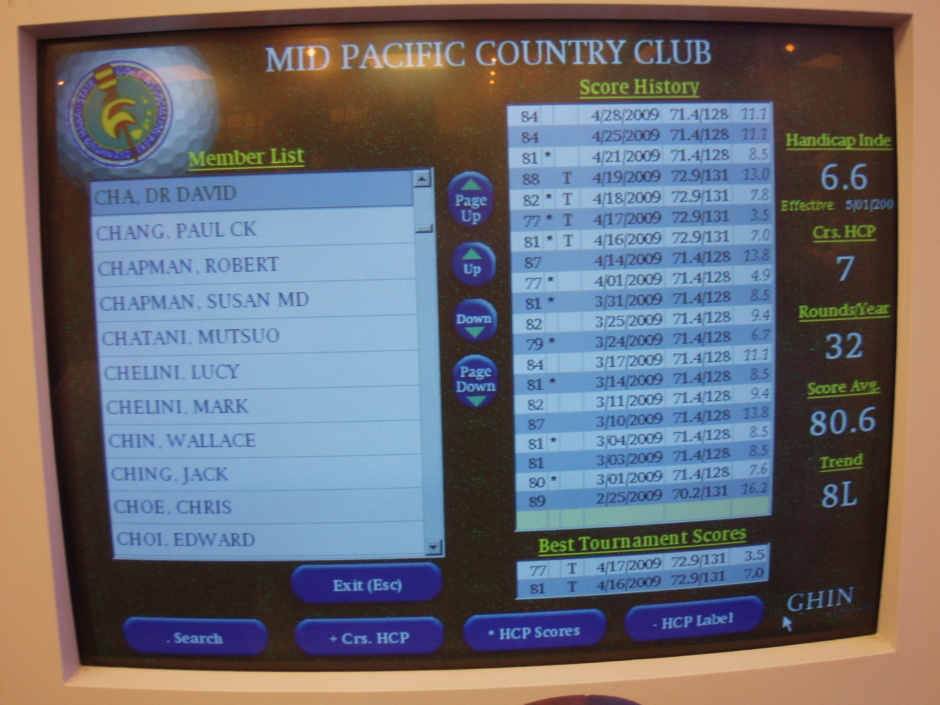 MID PACIFIC COUNTRY CLUB
Member List
CHA, DR DAVID
CHANG, PAUL CK
CHAPMAN, ROBERT
CHAPMAN, SUSAN MD
CHATANI, MUTSUO
CHELINI, LUCY
CHELINI, MARK
CHIN, WALLACE
CHING, JACK
CHOE, CHRIS
CHOI, EDWARD
Page
Up
Up
Down
Page
Down
Score History
84 4/28/2009 71.4/128 11.1
84 4/25/2009 71.4/128 11.1
81 * 4/21/2009 71.4/128 8.5
88 T 4/19/2009 72.9/131 13.0
82 * T 4/18/2009 72.9/131 7.8
77 * T 4/17/2009 72.9/131 3.5
81 * T 4/16/2009 72.9/131 7.0
87 4/14/2009 71.4/128 13.8
77 * 4/01/2009 71.4/128 4.9
81 * 3/31/2009 71.4/128 8.5
82 3/25/2009 71.4/128 9.4
79 * 3/24/2009 71.4/128 6.7
84 3/17/2009 71.4/128 11.1
81 * 3/14/2009 71.4/128 8.5
82 3/11/2009 71.4/128 9.4
87 3/10/2009 71.4/128 13.8
81 * 3/04/2009 71.4/128 8.5
81 3/03/2009 71.4/128 8.5
80 * 3/01/2009 71.4/128 7.6
89 2/25/2009 70.2/131 16.2
Best Tournament Scores
77 T 4/17/2009 72.9/131 3.5
81 T 4/16/2009 72.9/131 7.0
Handicap Inde
6.6
Effective: 5/01/200
Crs. HCP
7
Rounds/Year
32
Score Avg.
80.6
Trend
8L
GHIN
Exit (Esc)
. Search
+ Crs. HCP
* HCP Scores
- HCP Label